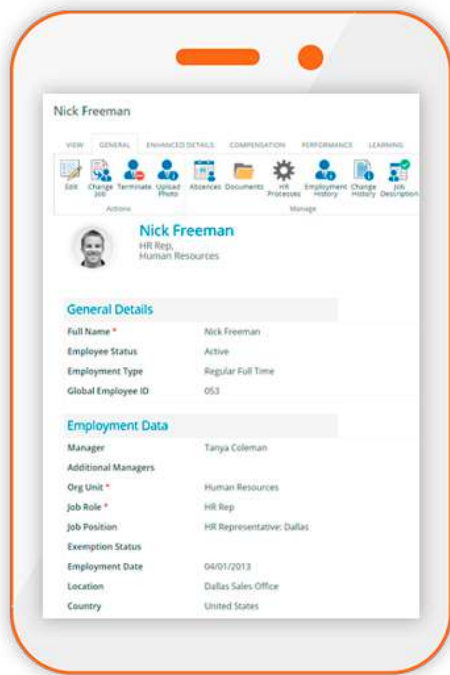 Nick Freeman
VIEW GENERAL ENHANCED DETAILS COMPENSATION PERFORMANCE LEARNING
Edit Change Job Terminate Upload Photo Absences Documents HR Processes Employment History Change History Job Description
Actions Manage
Nick Freeman
HR Rep,
Human Resources
General Details
Full Name * Nick Freeman
Employee Status Active
Employment Type Regular Full Time
Global Employee ID 053
Employment Data
Manager Tanya Coleman
Additional Managers
Org Unit * Human Resources
Job Role * HR Rep
Job Position HR Representative: Dallas
Exemption Status
Employment Date 04/01/2013
Location Dallas Sales Office
Country United States